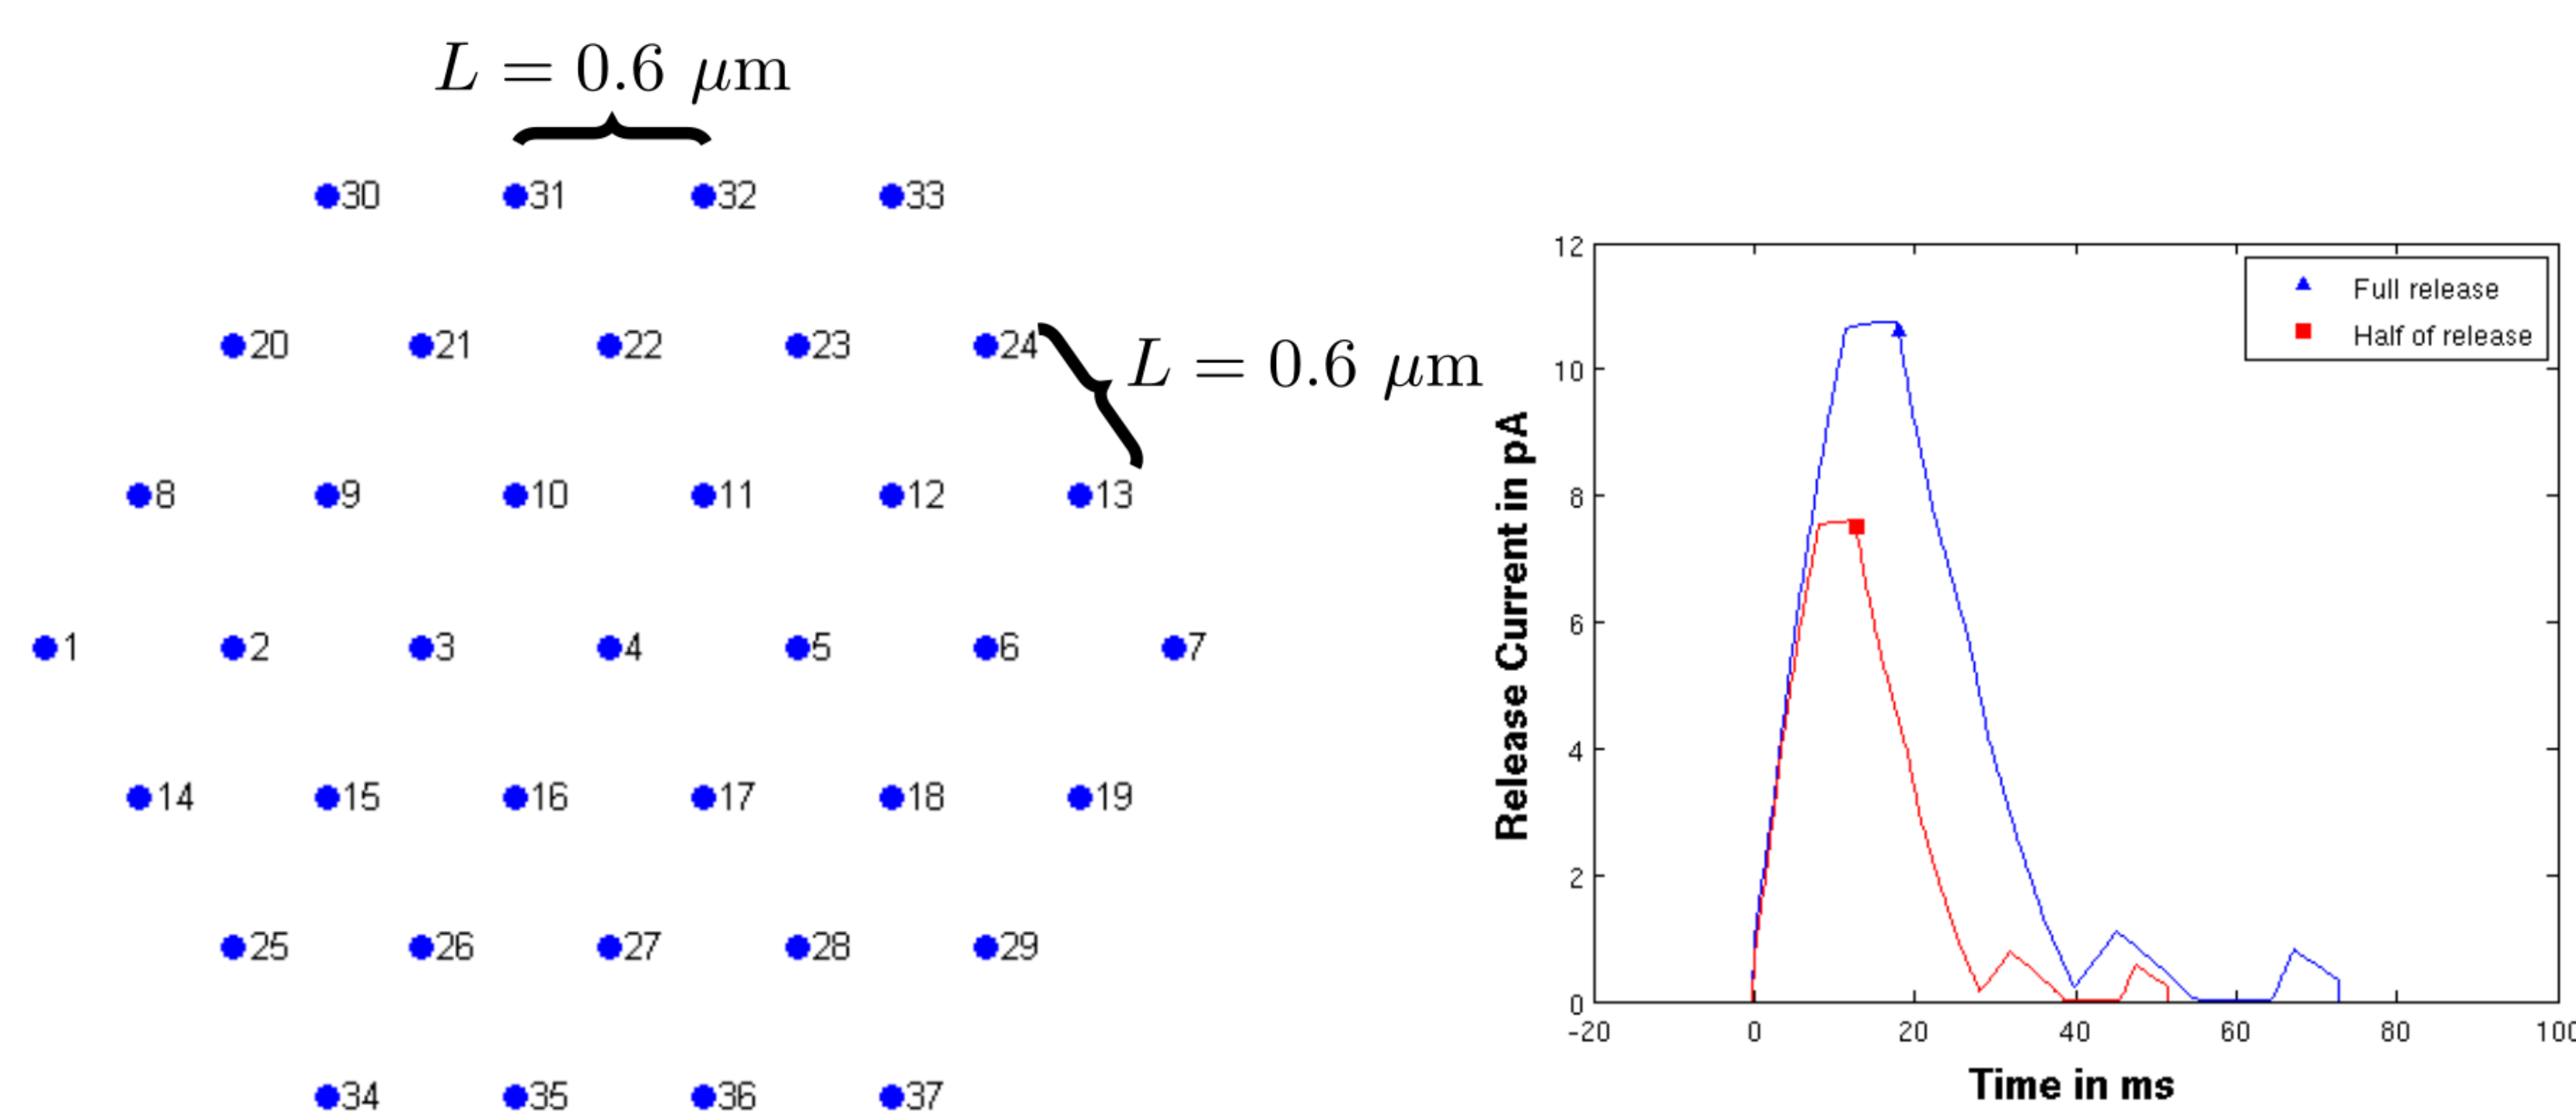 L = 0.6 μm
30 31 32 33
20 21 22 23 24
L = 0.6 μm
8 9 10 11 12 13
1 2 3 4 5 6 7
14 15 16 17 18 19
25 26 27 28 29
34 35 36 37
12
10
8
6
4
2
0
Release Current in pA
Full release
Half of release
-20 0 20 40 60 80 100
Time in ms